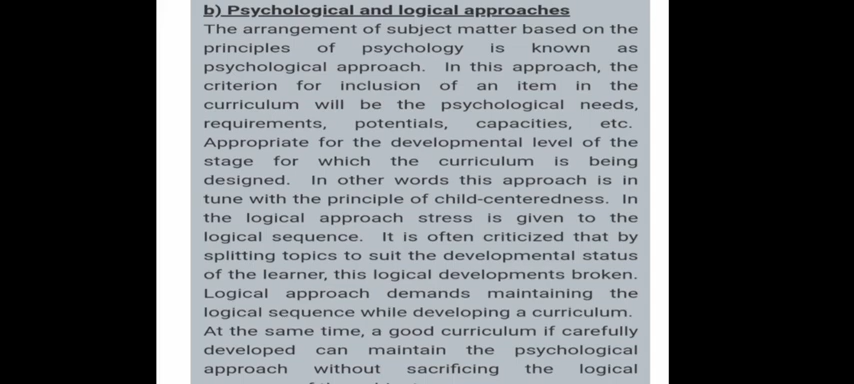 b) Psychological and logical approaches
The arrangement of subject matter based on the
principles of psychology is known as
psychological approach. In this approach, the
criterion for inclusion of an item in the
curriculum will be the psychological needs,
requirements, potentials, capacities, etc.
Appropriate for the developmental level of the
stage for which the curriculum is being
designed. In other words this approach is in
tune with the principle of child-centeredness. In
the logical approach stress is given to the
logical sequence. It is often criticized that by
splitting topics to suit the developmental status
of the learner, this logical developments broken.
Logical approach demands maintaining the
logical sequence while developing a curriculum.
At the same time, a good curriculum if carefully
developed can maintain the psychological
approach without sacrificing the logical